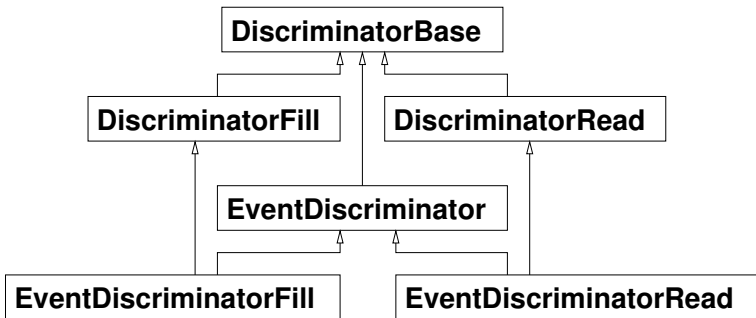 DiscriminatorBase
DiscriminatorFill
DiscriminatorRead
EventDiscriminator
EventDiscriminatorFill
EventDiscriminatorRead